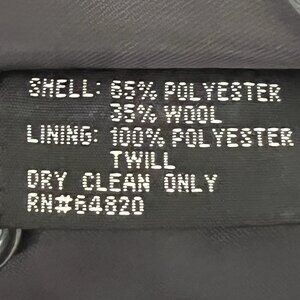 SHELL: 65% POLYESTER
35% WOOL
LINING: 100% POLYESTER
TWILL
DRY CLEAN ONLY
RN#64820